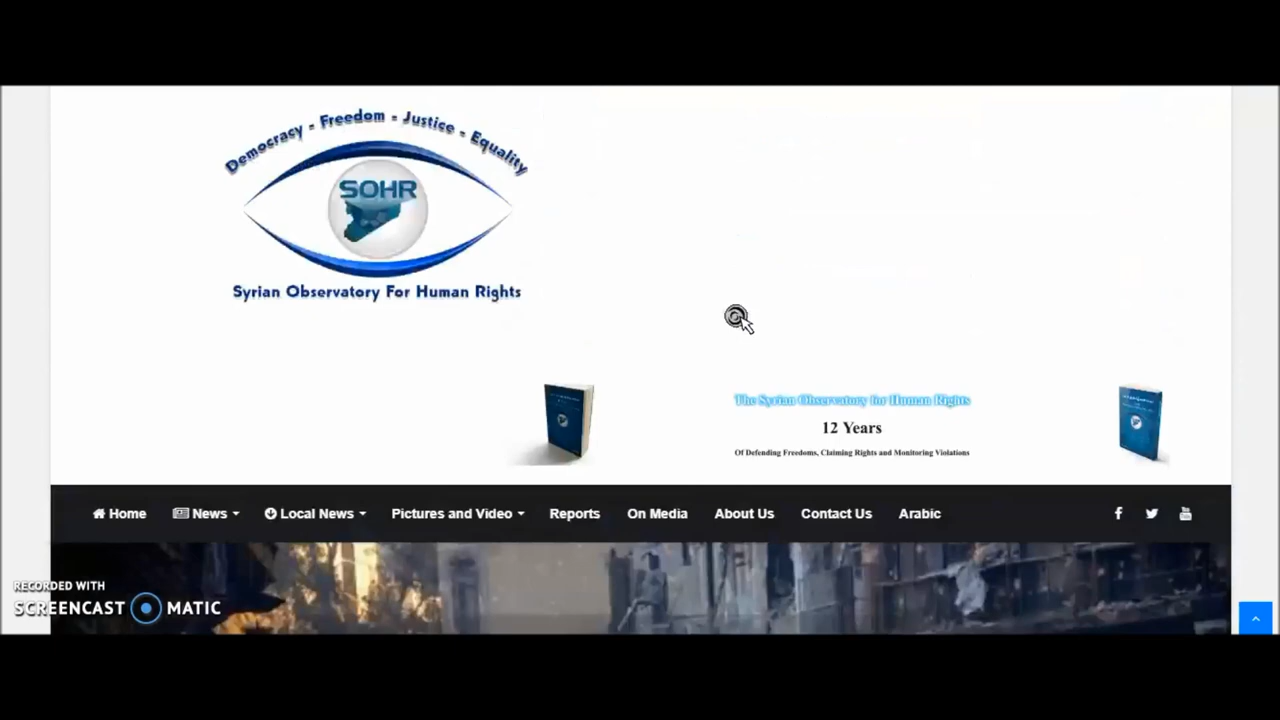 Democracy - Freedom - Justice - Equality
SOHR
Syrian Observatory For Human Rights
The Syrian Observatory for Human Rights
12 Years
Of Defending Freedoms, Claiming Rights and Monitoring Violations
Home News Local News Pictures and Video Reports On Media About Us Contact Us Arabic
RECORDED WITH
SCREENCAST MATIC